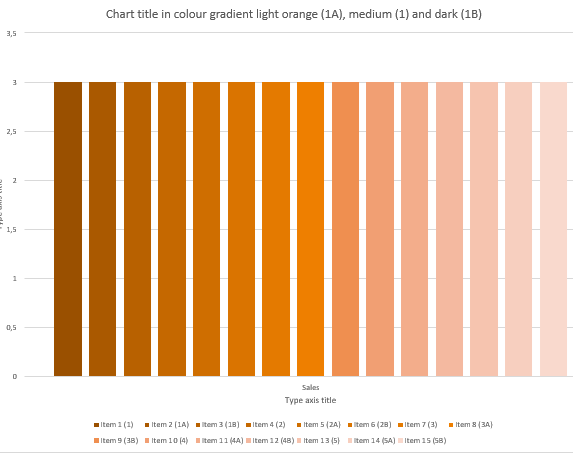 Chart title in colour gradient light orange (1A), medium (1) and dark (1B)
3,5
3
2,5
2
1,5
1
0,5
0
Type axis title
Sales
Type axis title
Item 1 (1) Item 2 (1A) Item 3 (1B) Item 4 (2) Item 5 (2A) Item 6 (2B) Item 7 (3) Item 8 (3A)
Item 9 (3B) Item 10 (4) Item 11 (4A) Item 12 (4B) Item 13 (5) Item 14 (5A) Item 15 (5B)